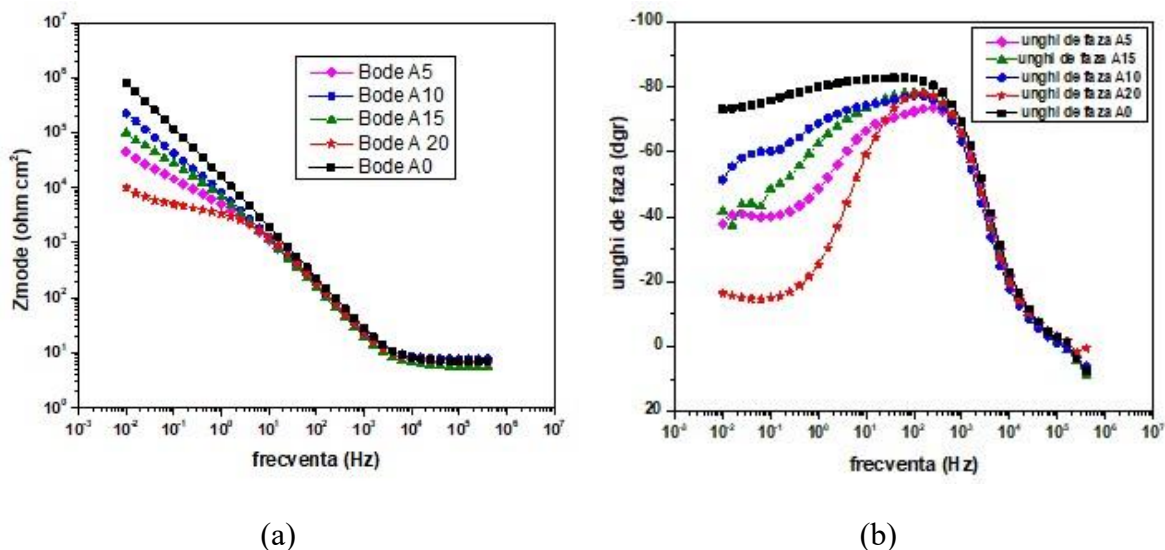 10⁷
10⁶
10⁵
10⁴
10³
10²
10¹
10⁰
Zmode (ohm cm²)
Bode A5
Bode A10
Bode A15
Bode A 20
Bode A0
10⁻³ 10⁻² 10⁻¹ 10⁰ 10¹ 10² 10³ 10⁴ 10⁵ 10⁶ 10⁷
frecventa (Hz)
(a)
-100
-80
-60
-40
-20
0
20
unghi de faza (dgr)
unghi de faza A5
unghi de faza A15
unghi de faza A10
unghi de faza A20
unghi de faza A0
10⁻³ 10⁻² 10⁻¹ 10⁰ 10¹ 10² 10³ 10⁴ 10⁵ 10⁶ 10⁷
frecventa (Hz)
(b)